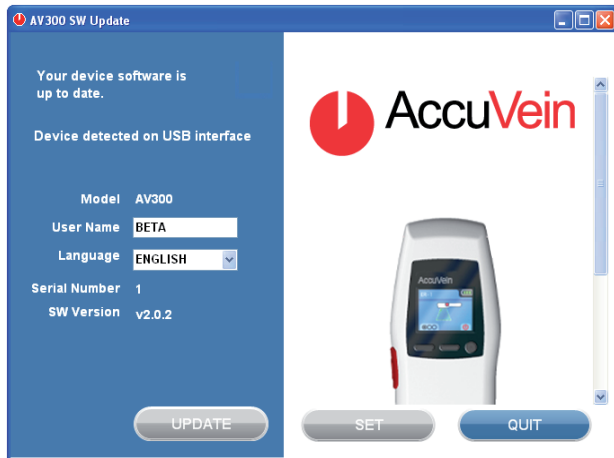 AV300 SW Update
Your device software is
up to date.
Device detected on USB interface
Model AV300
User Name BETA
Language ENGLISH
Serial Number 1
SW Version v2.0.2
UPDATE
AccuVein
AccuVein
SET
QUIT